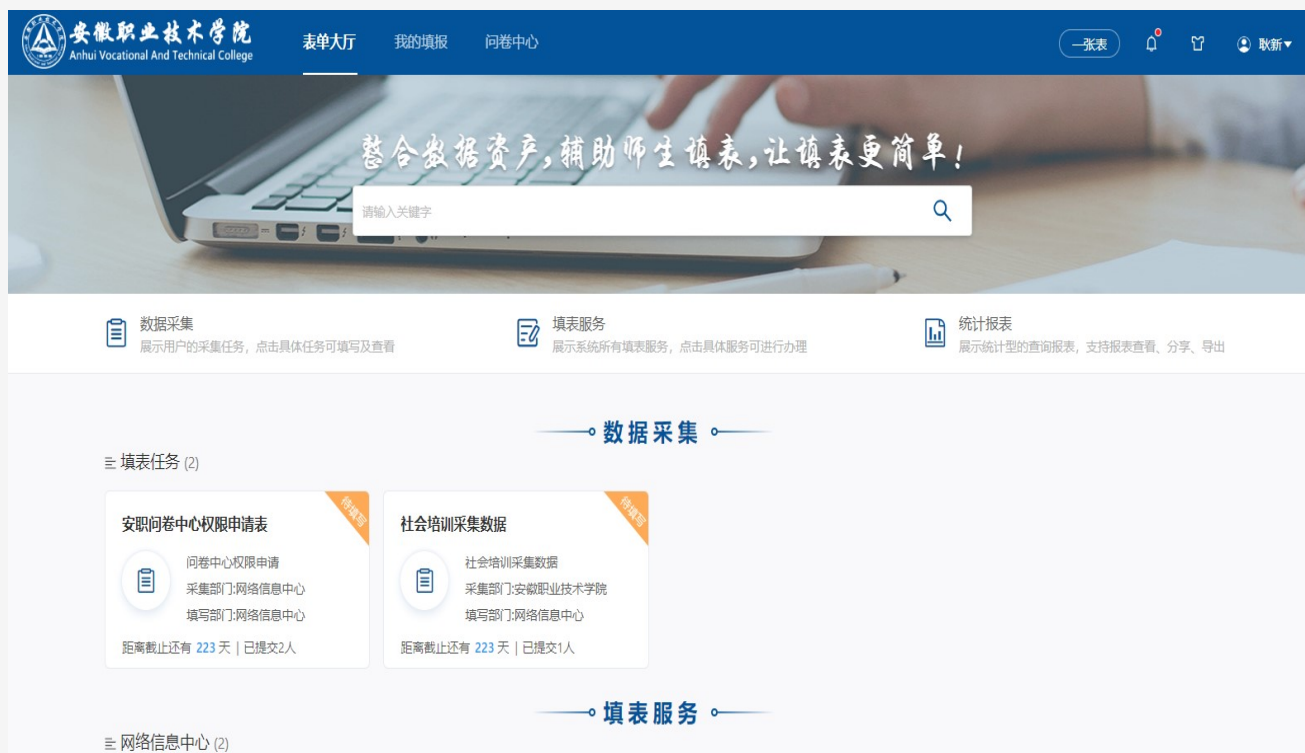 安徽职业技术学院
Anhui Vocational And Technical College
表单大厅
我的填报
问卷中心
一张表
耿新▾
整合数据资产,辅助师生填表,让填表更简单!
请输入关键字
数据采集
展示用户的采集任务，点击具体任务可填写及查看
填表服务
展示系统所有填表服务，点击具体服务可进行办理
统计报表
展示统计型的查询报表，支持报表查看、分享、导出
数据采集
填表任务 (2)
安职问卷中心权限申请表
待填写
问卷中心权限申请
采集部门:网络信息中心
填写部门:网络信息中心
距离截止还有 223 天 | 已提交2人
社会培训采集数据
待填写
社会培训采集数据
采集部门:安徽职业技术学院
填写部门:网络信息中心
距离截止还有 223 天 | 已提交1人
填表服务
网络信息中心 (2)